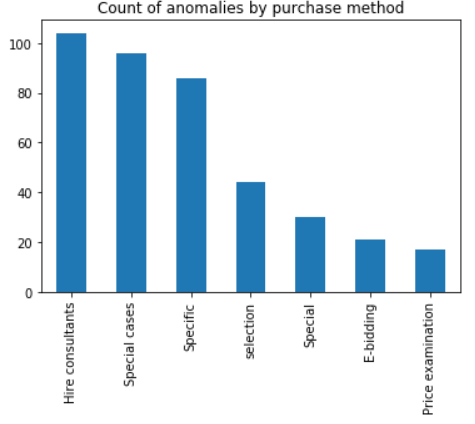 Count of anomalies by purchase method
100
80
60
40
20
0
Hire consultants
Special cases
Specific
selection
Special
E-bidding
Price examination